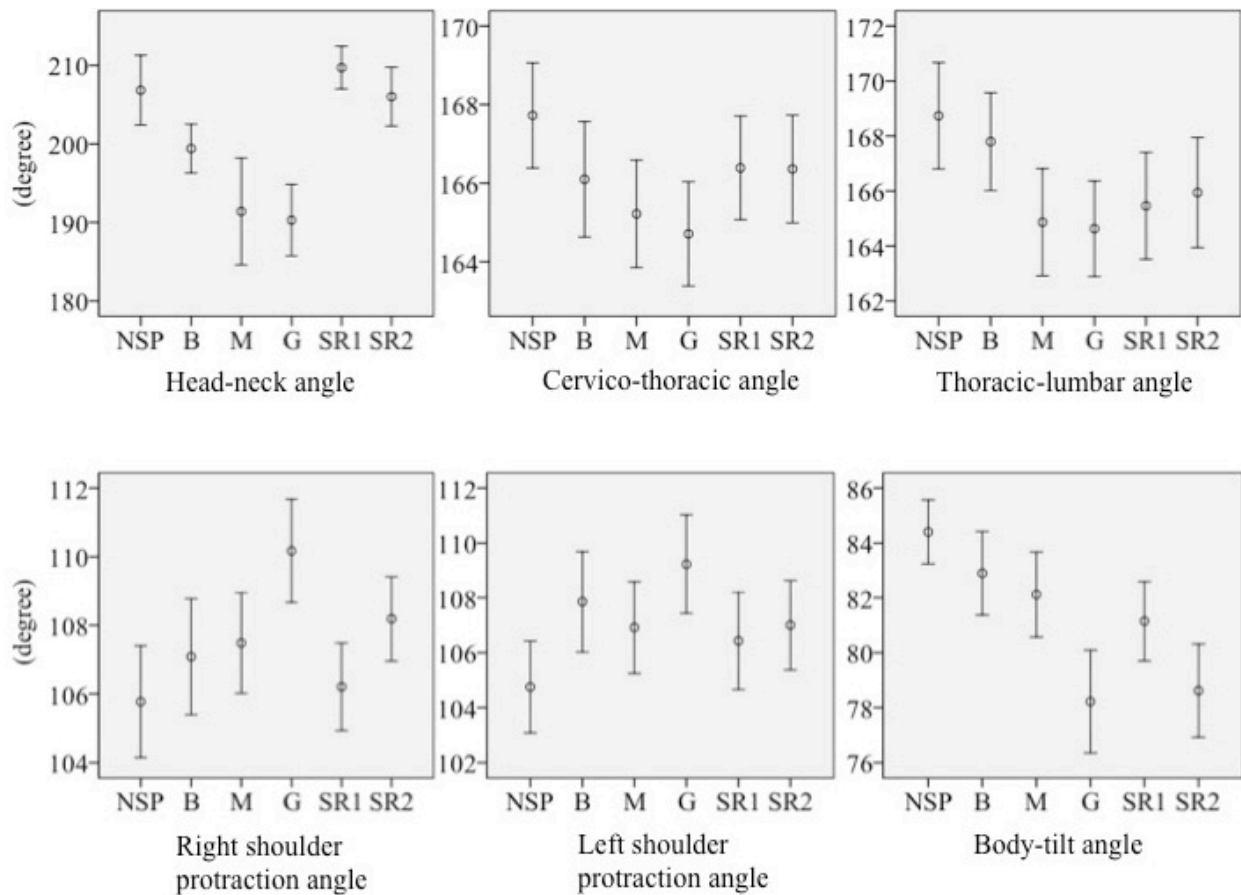 170
172
210
(degree)
168
170
200
168
166
166
190
164
164
180
162
NSP B M G SR1 SR2
NSP B M G SR1 SR2
NSP B M G SR1 SR2
Head-neck angle
Cervico-thoracic angle
Thoracic-lumbar angle
112
112
86
110
110
84
(degree)
108
108
82
106
106
80
104
78
104
102
76
NSP B M G SR1 SR2
NSP B M G SR1 SR2
NSP B M G SR1 SR2
Right shoulder
protraction angle
Left shoulder
protraction angle
Body-tilt angle